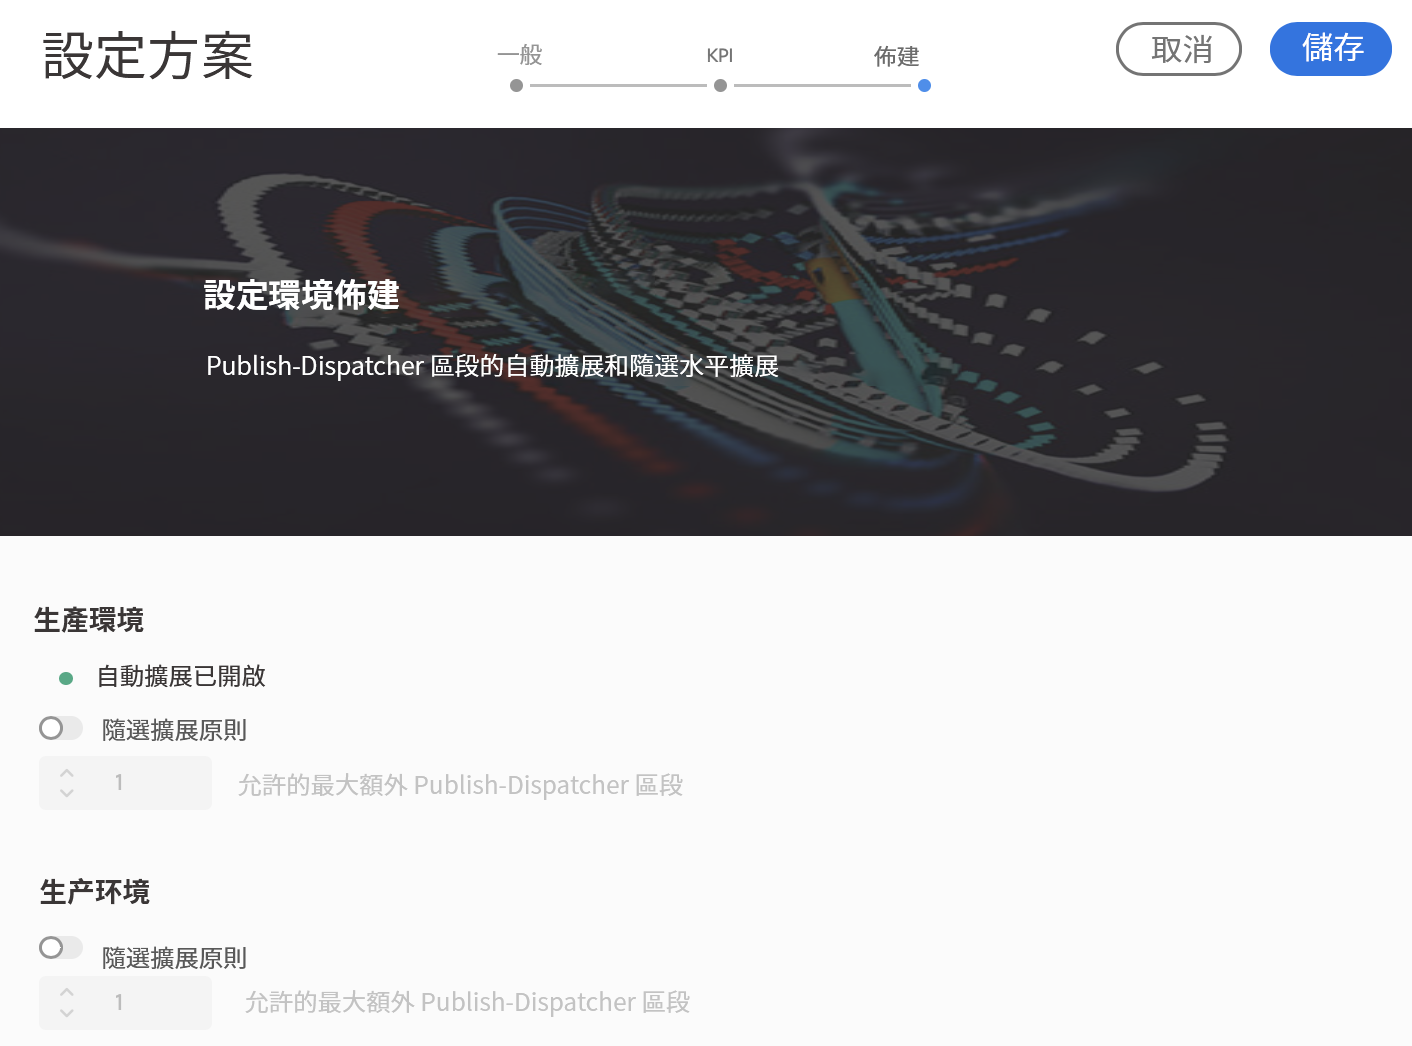 設定方案
一般
KPI
佈建
取消
儲存
設定環境佈建
Publish-Dispatcher 區段的自動擴展和隨選水平擴展
生產環境
自動擴展已開啟
隨選擴展原則
1
允許的最大額外 Publish-Dispatcher 區段
生产环境
隨選擴展原則
1
允許的最大額外 Publish-Dispatcher 區段